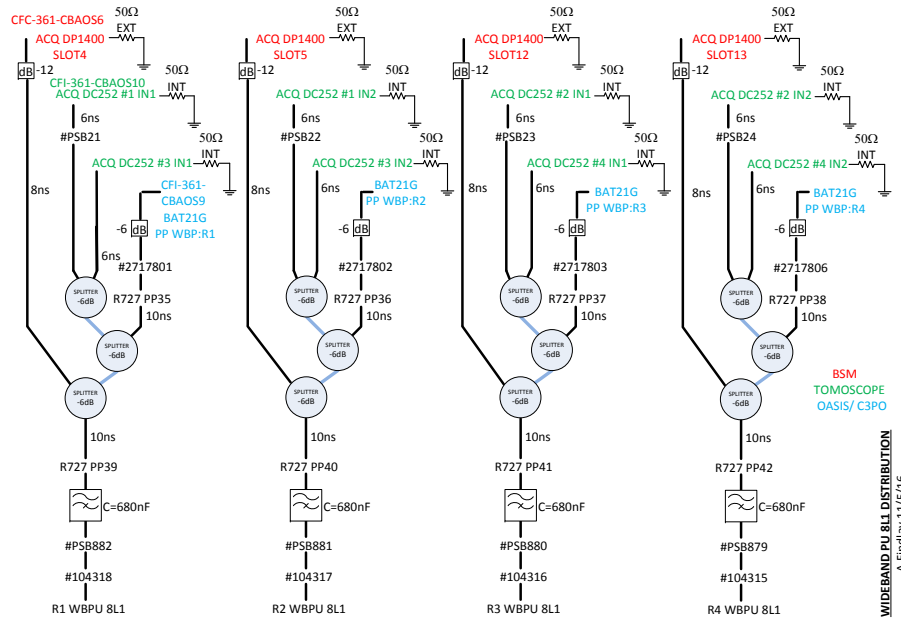 CFC-361-CBAOS6
50Ω
EXT
ACQ DP1400
SLOT4
dB
-12
CFI-361-CBAOS10
50Ω
INT
ACQ DC252 #1 IN1
6ns
#PSB21
50Ω
INT
ACQ DC252 #3 IN1
8ns
CFI-361-
CBAOS9
BAT21G
PP WBP:R1
-6
dB
6ns
#2717801
SPLITTER
-6dB
R727 PP35
10ns
SPLITTER
-6dB
SPLITTER
-6dB
10ns
R727 PP39
C=680nF
#PSB882
#104318
R1 WBPU 8L1
50Ω
EXT
ACQ DP1400
SLOT5
dB
-12
50Ω
INT
ACQ DC252 #1 IN2
6ns
#PSB22
50Ω
INT
ACQ DC252 #3 IN2
8ns
6ns
BAT21G
PP WBP:R2
-6
dB
#2717802
SPLITTER
-6dB
R727 PP36
10ns
SPLITTER
-6dB
SPLITTER
-6dB
10ns
R727 PP40
C=680nF
#PSB881
#104317
R2 WBPU 8L1
50Ω
EXT
ACQ DP1400
SLOT12
dB
-12
50Ω
INT
ACQ DC252 #2 IN1
6ns
#PSB23
50Ω
INT
ACQ DC252 #4 IN1
8ns
6ns
BAT21G
PP WBP:R3
-6
dB
#2717803
SPLITTER
-6dB
R727 PP37
10ns
SPLITTER
-6dB
SPLITTER
-6dB
10ns
R727 PP41
C=680nF
#PSB880
#104316
R3 WBPU 8L1
50Ω
EXT
ACQ DP1400
SLOT13
dB
-12
50Ω
INT
ACQ DC252 #2 IN2
6ns
#PSB24
50Ω
INT
ACQ DC252 #4 IN2
8ns
6ns
BAT21G
PP WBP:R4
-6
dB
#2717806
SPLITTER
-6dB
R727 PP38
10ns
SPLITTER
-6dB
SPLITTER
-6dB
10ns
R727 PP42
C=680nF
#PSB879
#104315
R4 WBPU 8L1
BSM
TOMOSCOPE
OASIS/ C3PO
WIDEBAND PU 8L1 DISTRIBUTION
A.Findlay 11/5/16